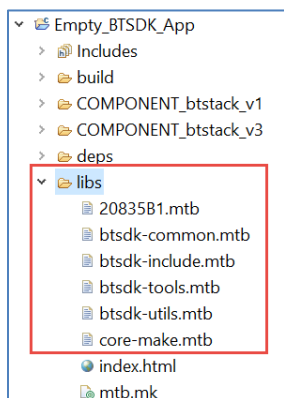 Empty_BTSDK_App
Includes
build
COMPONENT_btstack_v1
COMPONENT_btstack_v3
deps
libs
20835B1.mtb
btsdk-common.mtb
btsdk-include.mtb
btsdk-tools.mtb
btsdk-utils.mtb
core-make.mtb
index.html
mtb.mk